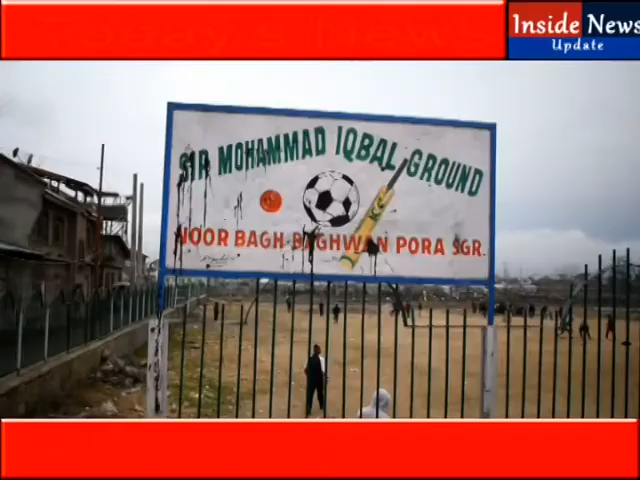 Inside News
Update
SIR MOHAMMAD IQBAL GROUND
NOOR BAGH BAGHWAN PORA SGR.